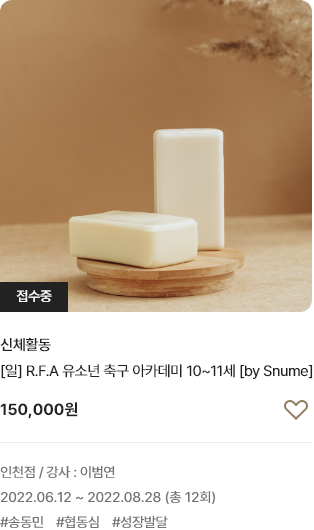 접수중
신체활동
[일] R.F.A 유소년 축구 아카데미 10~11세 [by Snume]
150,000원
인천점 / 강사 : 이범연
2022.06.12 ~ 2022.08.28 (총 12회)
#송동민 #협동심 #성장발달